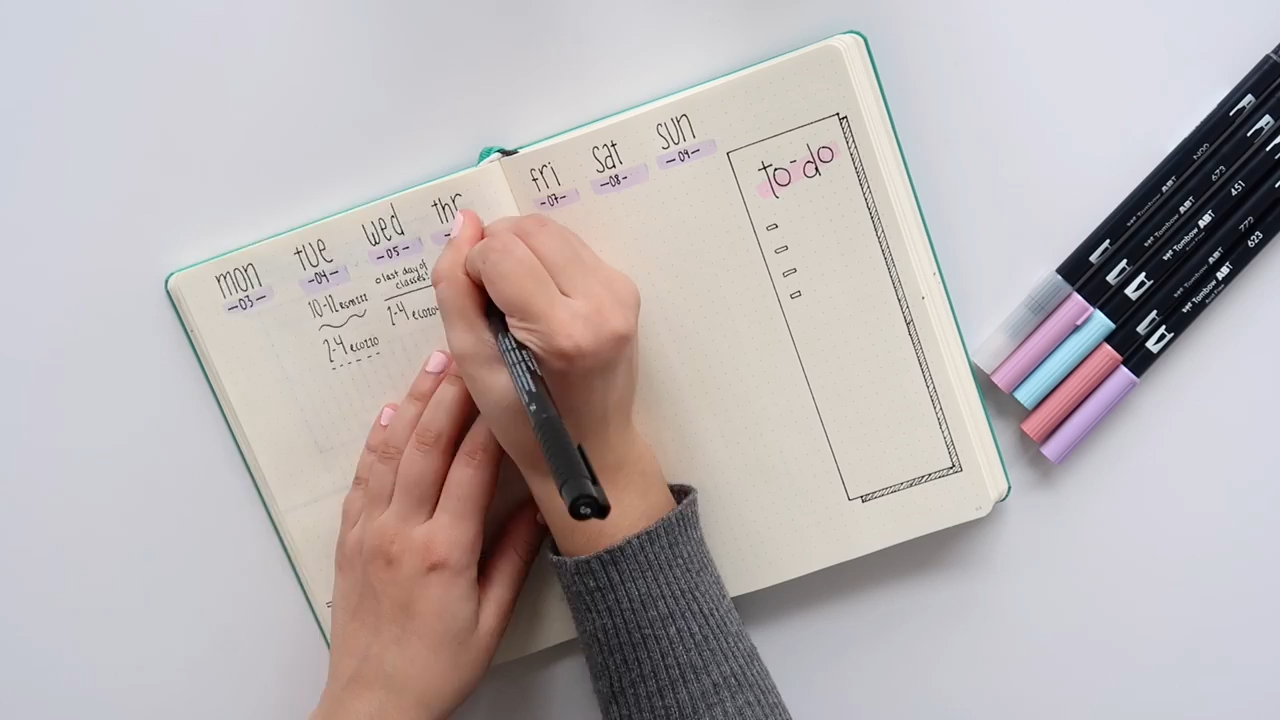 mon
-03-
tue
-04-
10-12
2-4 eco220
wed
-05-
last day of
classes!
2-4
thr
fri
-07-
sat
-08-
sun
-09-
to-do
N00
673
451
772
623
Tombow ABT
Tombow ABT
Tombow ABT
Tombow ABT
Tombow ABT